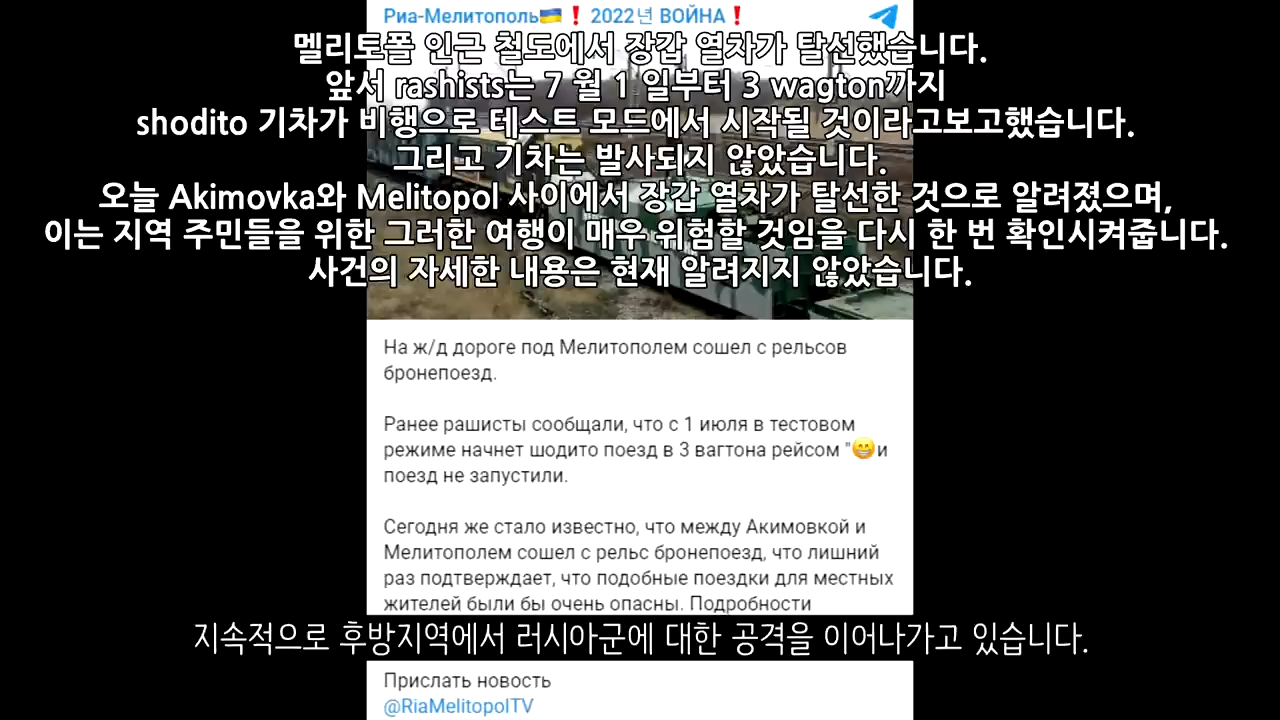 Риа-Мелитополь🇺🇦❗ 2022년 ВОЙНА❗
멜리토폴 인근 철도에서 장갑 열차가 탈선했습니다.
앞서 rashists는 7 월 1 일부터 3 wagton까지
shodito 기차가 비행으로 테스트 모드에서 시작될 것이라고보고했습니다.
그리고 기차는 발사되지 않았습니다.
오늘 Akimovka와 Melitopol 사이에서 장갑 열차가 탈선한 것으로 알려졌으며,
이는 지역 주민들을 위한 그러한 여행이 매우 위험할 것임을 다시 한 번 확인시켜줍니다.
사건의 자세한 내용은 현재 알려지지 않았습니다.
На ж/д дороге под Мелитополем сошел с рельсов
бронепоезд.
Ранее рашисты сообщали, что с 1 июля в тестовом
режиме начнет шодито поезд в 3 вагтона рейсом "😁и
поезд не запустили.
Сегодня же стало известно, что между Акимовкой и
Мелитополем сошел с рельс бронепоезд, что лишний
раз подтверждает, что подобные поездки для местных
жителей были бы очень опасны. Подробности
지속적으로 후방지역에서 러시아군에 대한 공격을 이어나가고 있습니다.
Прислать новость
@RiaMelitopolTV